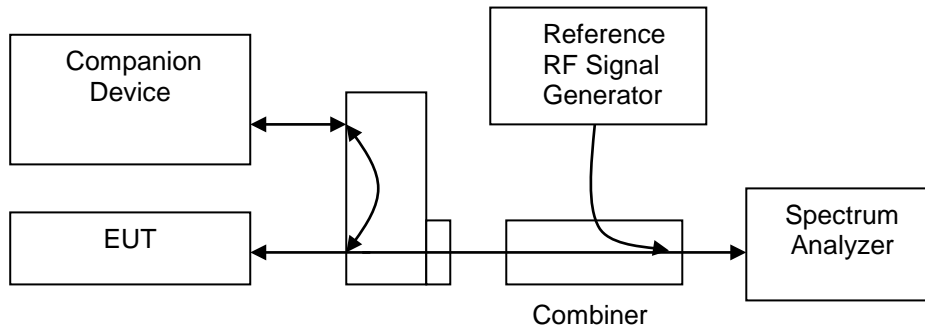 Companion
Device
Reference
RF Signal
Generator
EUT
Spectrum
Analyzer
Combiner